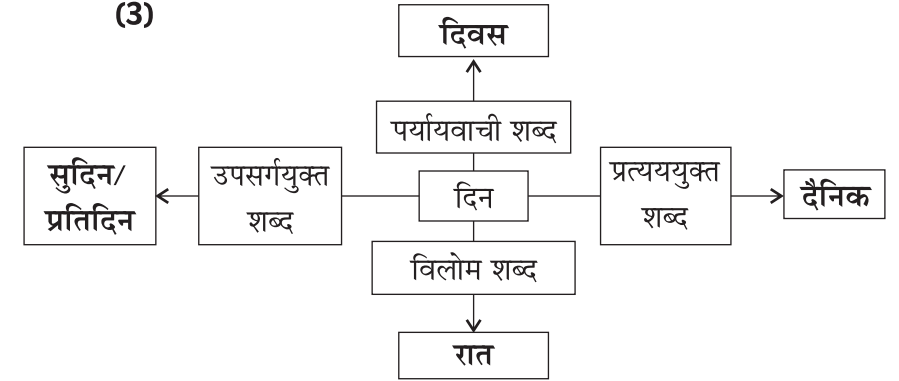 (3)
दिवस
पर्यायवाची शब्द
सुदिन/
प्रतिदिन
उपसर्गयुक्त
शब्द
दिन
प्रत्यययुक्त
शब्द
दैनिक
विलोम शब्द
रात